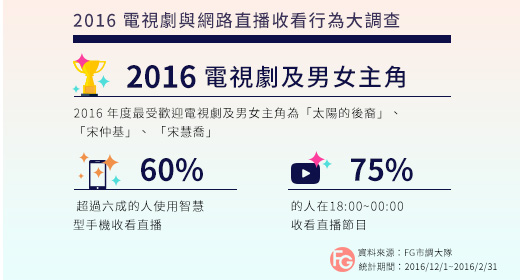 2016 電視劇與網路直播收看行為大調查
2016 電視劇及男女主角
2016 年度最受歡迎電視劇及男女主角為「太陽的後裔」、
「宋仲基」、「宋慧喬」
60%
超過六成的人使用智慧
型手機收看直播
75%
的人在18:00~00:00
收看直播節目
FG
資料來源：FG市調大隊
統計期間：2016/12/1~2016/2/31